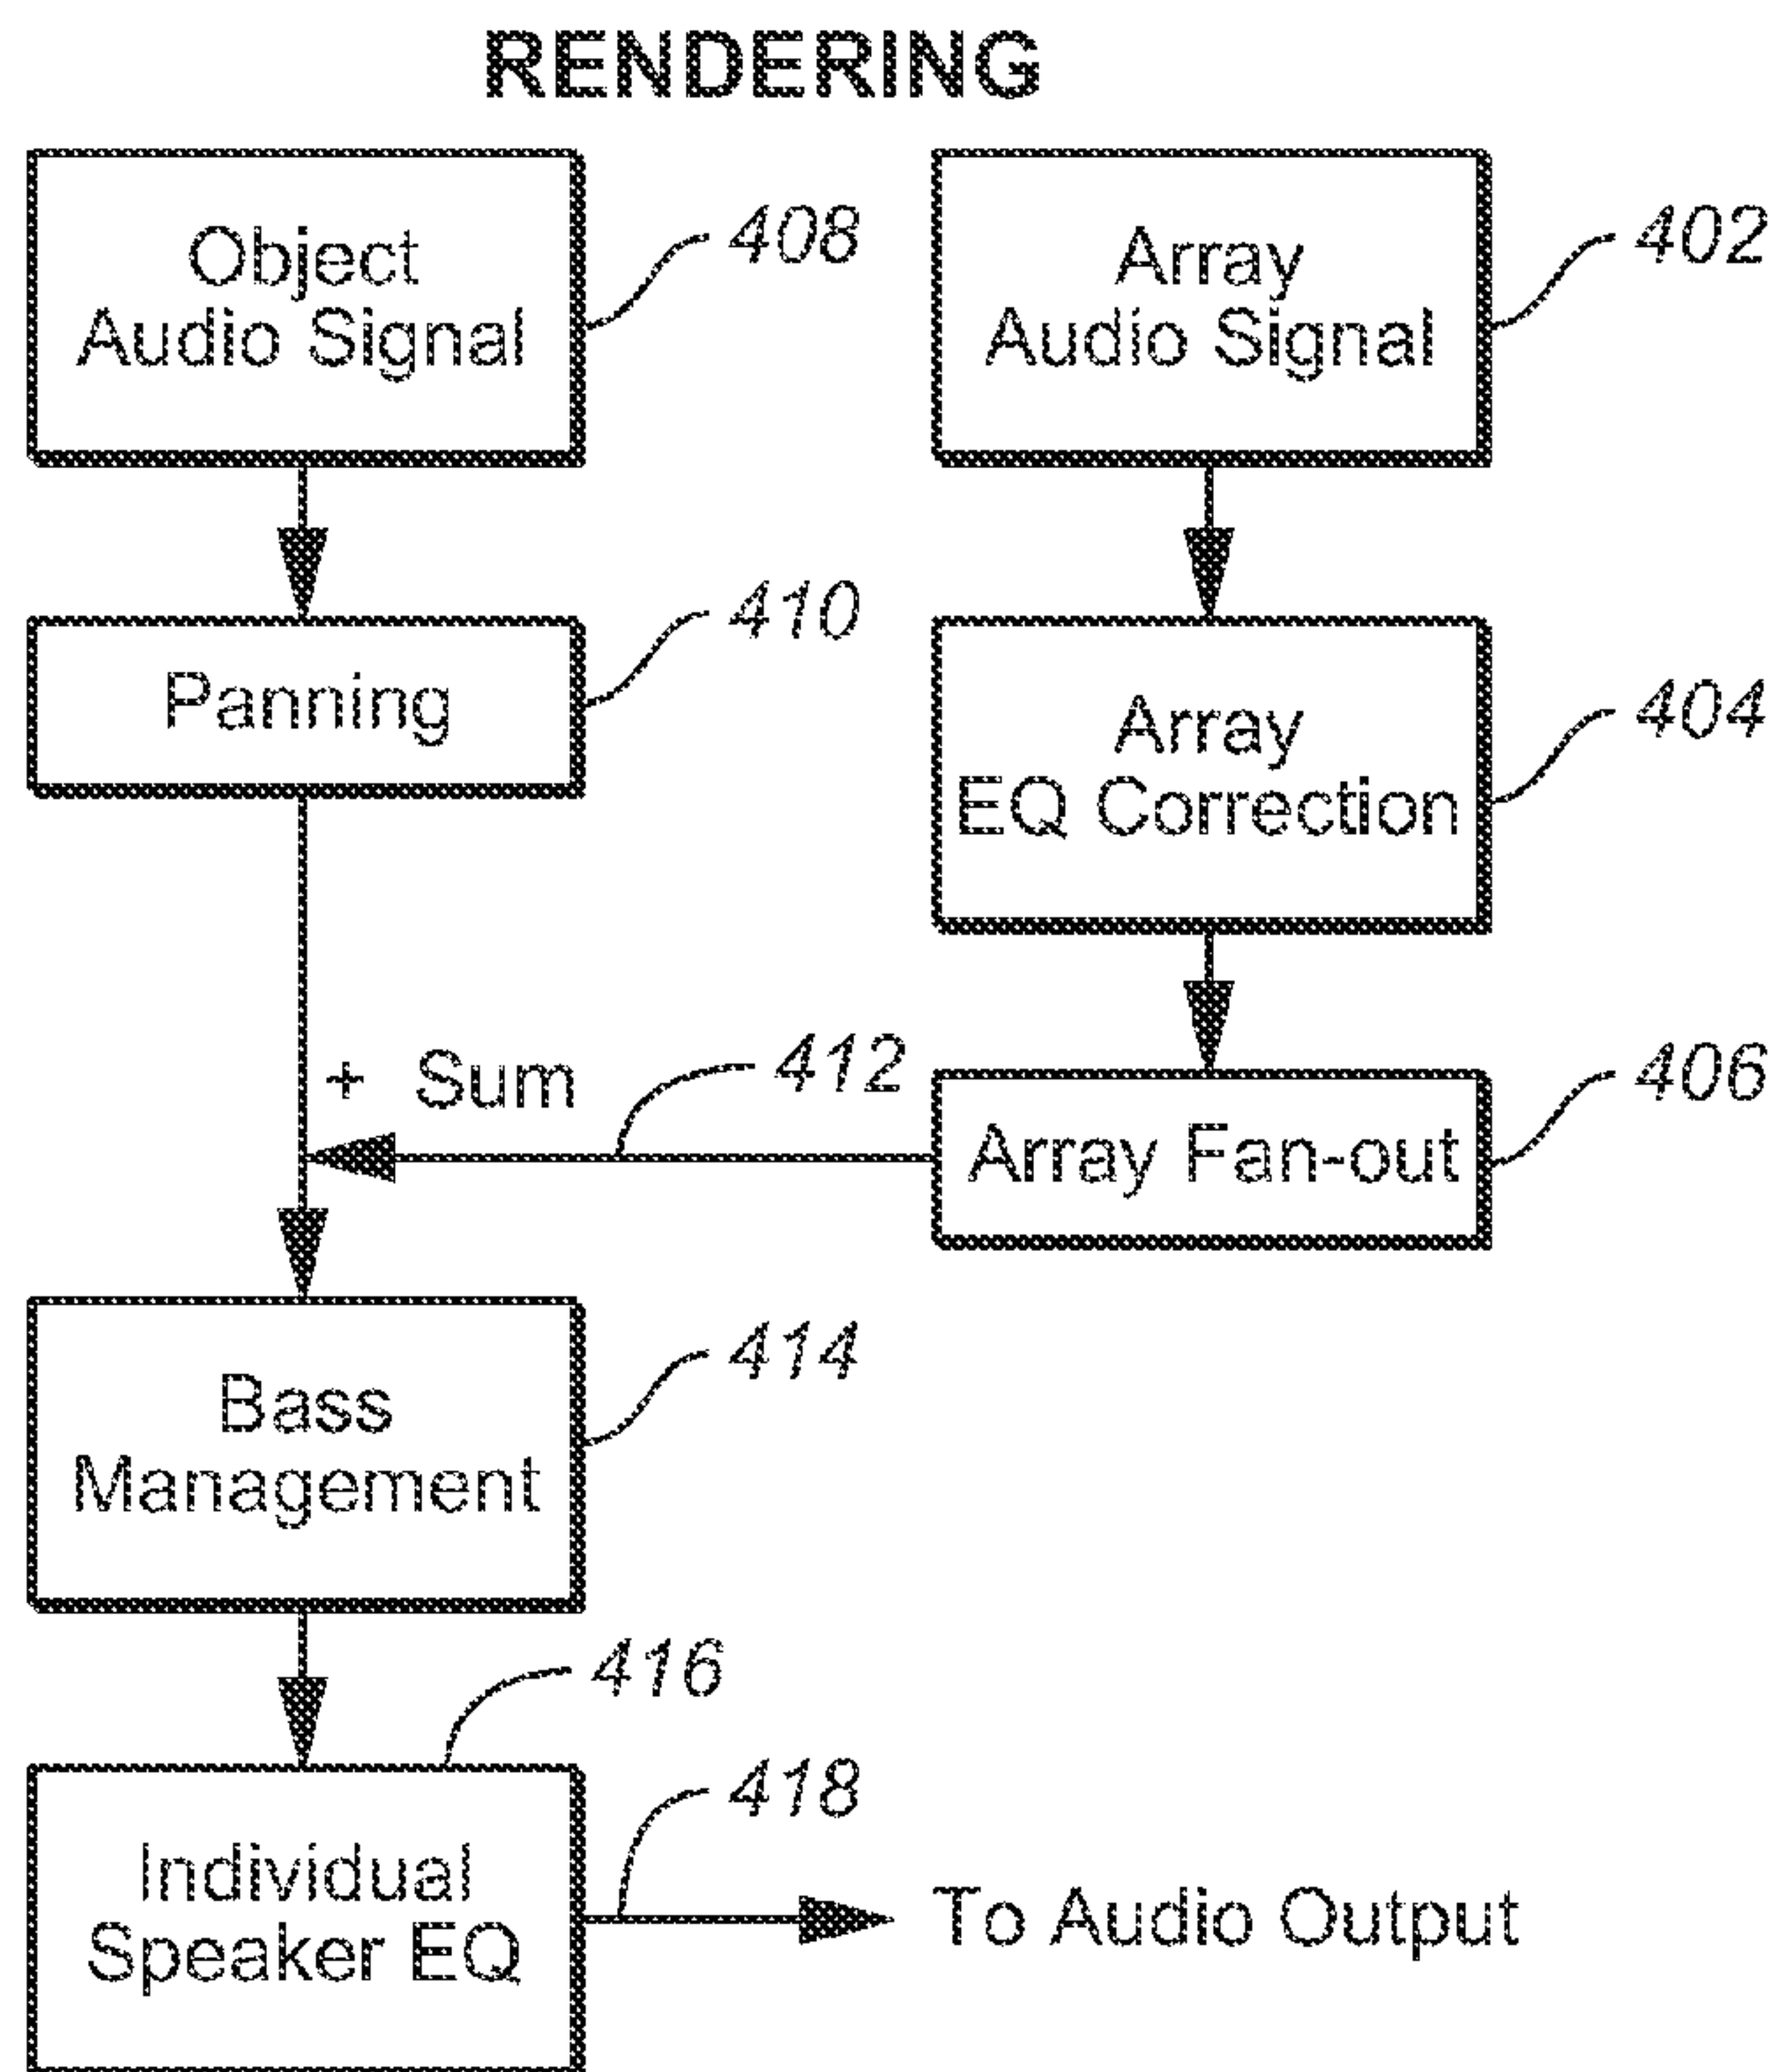 RENDERING
Object
Audio Signal
408
Array
Audio Signal
402
Panning
410
Array
EQ Correction
404
+ Sum
412
Array Fan-out
406
Bass
Management
414
416
Individual
Speaker EQ
418
To Audio Output